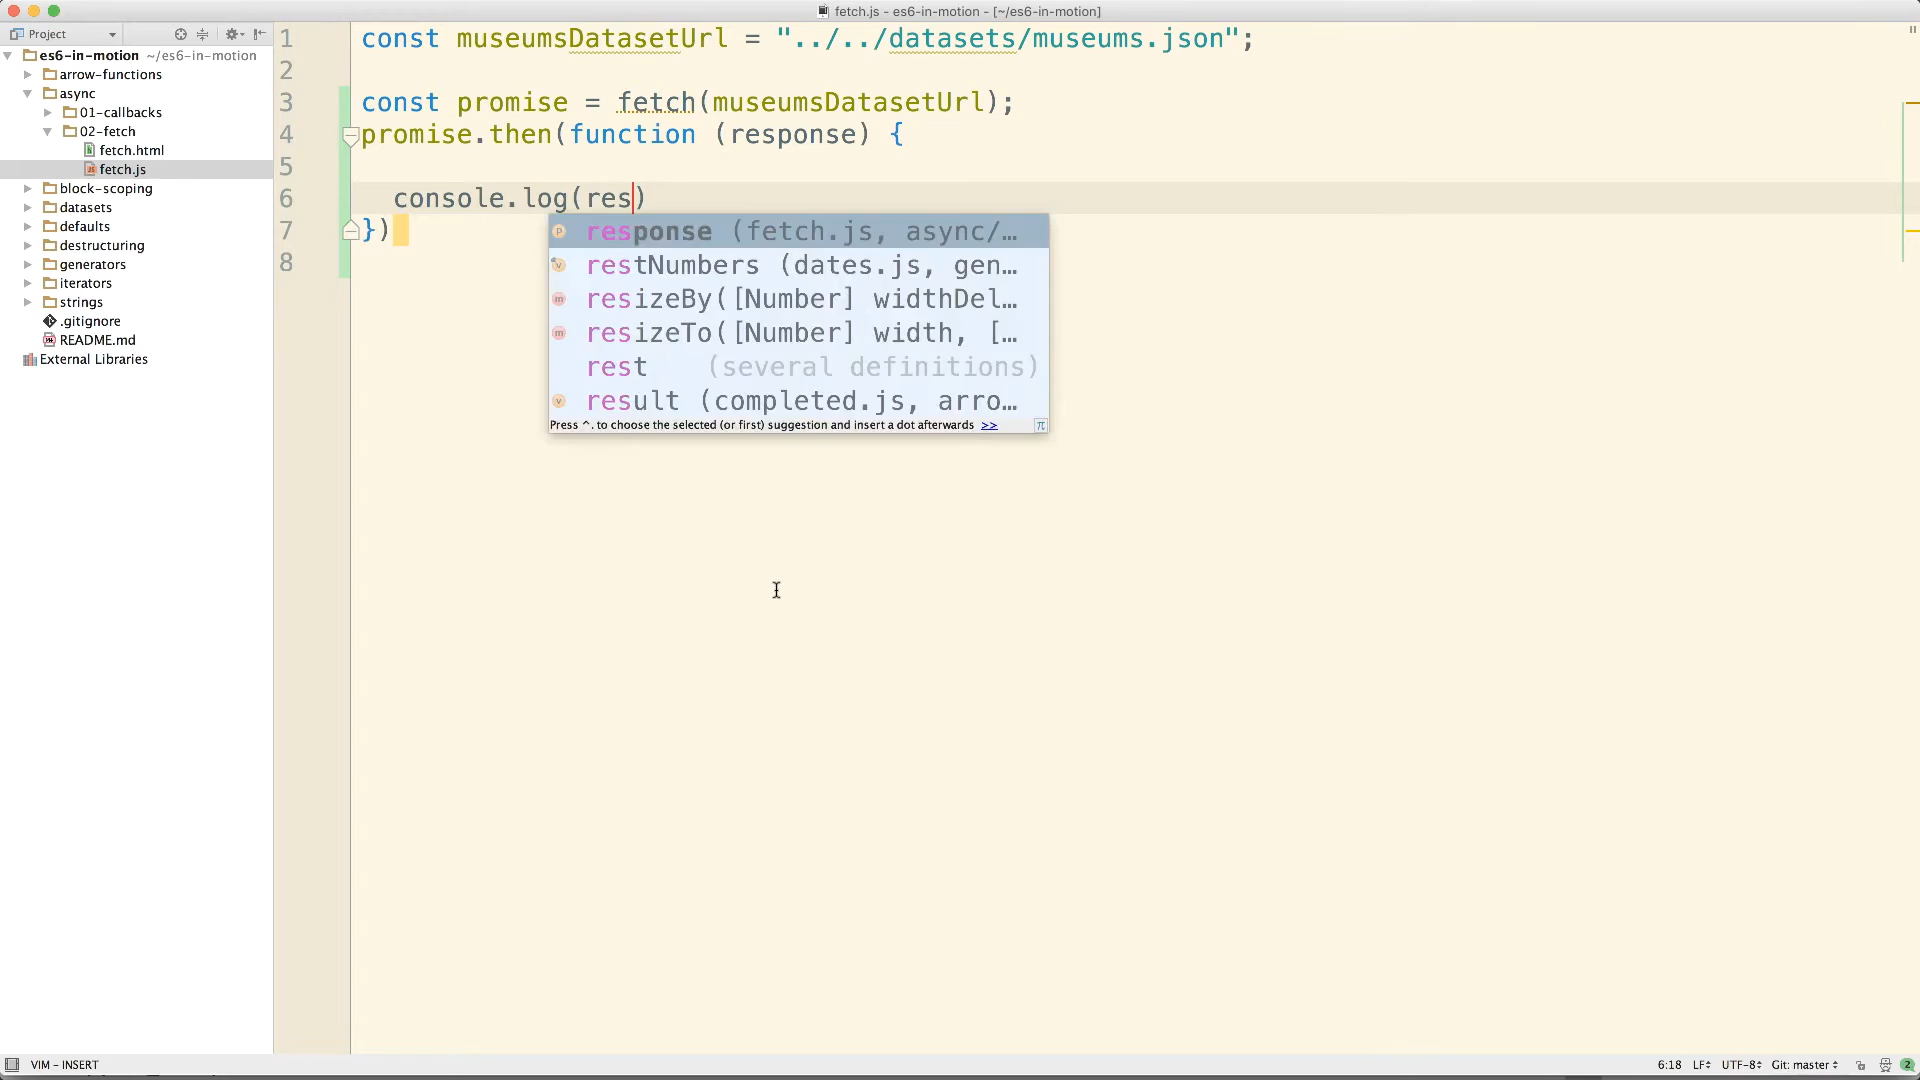 fetch.js - es6-in-motion - [~/es6-in-motion]
Project
es6-in-motion ~/es6-in-motion
arrow-functions
async
01-callbacks
02-fetch
fetch.html
fetch.js
block-scoping
datasets
defaults
destructuring
generators
iterators
strings
.gitignore
README.md
External Libraries
1 const museumsDatasetUrl = "../../datasets/museums.json";
2
3 const promise = fetch(museumsDatasetUrl);
4 promise.then(function (response) {
5
6 console.log(res)
7 })
8
response (fetch.js, async/…
restNumbers (dates.js, gen…
resizeBy([Number] widthDel…
resizeTo([Number] width, […
rest (several definitions)
result (completed.js, arro…
Press ^. to choose the selected (or first) suggestion and insert a dot afterwards >> π
VIM - INSERT
6:18 LF UTF-8 Git: master 2